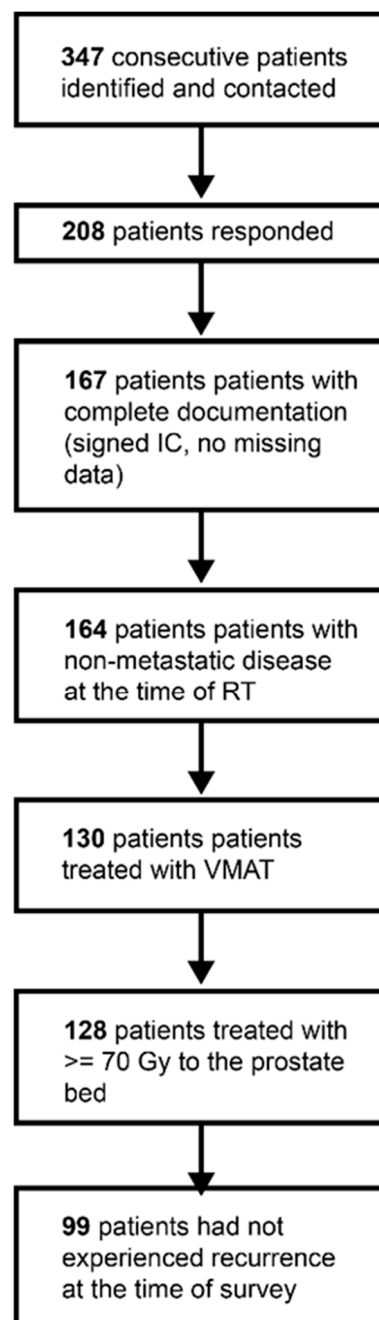 347 consecutive patients
identified and contacted
208 patients responded
167 patients patients with
complete documentation
(signed IC, no missing
data)
164 patients patients with
non-metastatic disease
at the time of RT
130 patients patients
treated with VMAT
128 patients treated with
>= 70 Gy to the prostate
bed
99 patients had not
experienced recurrence
at the time of survey